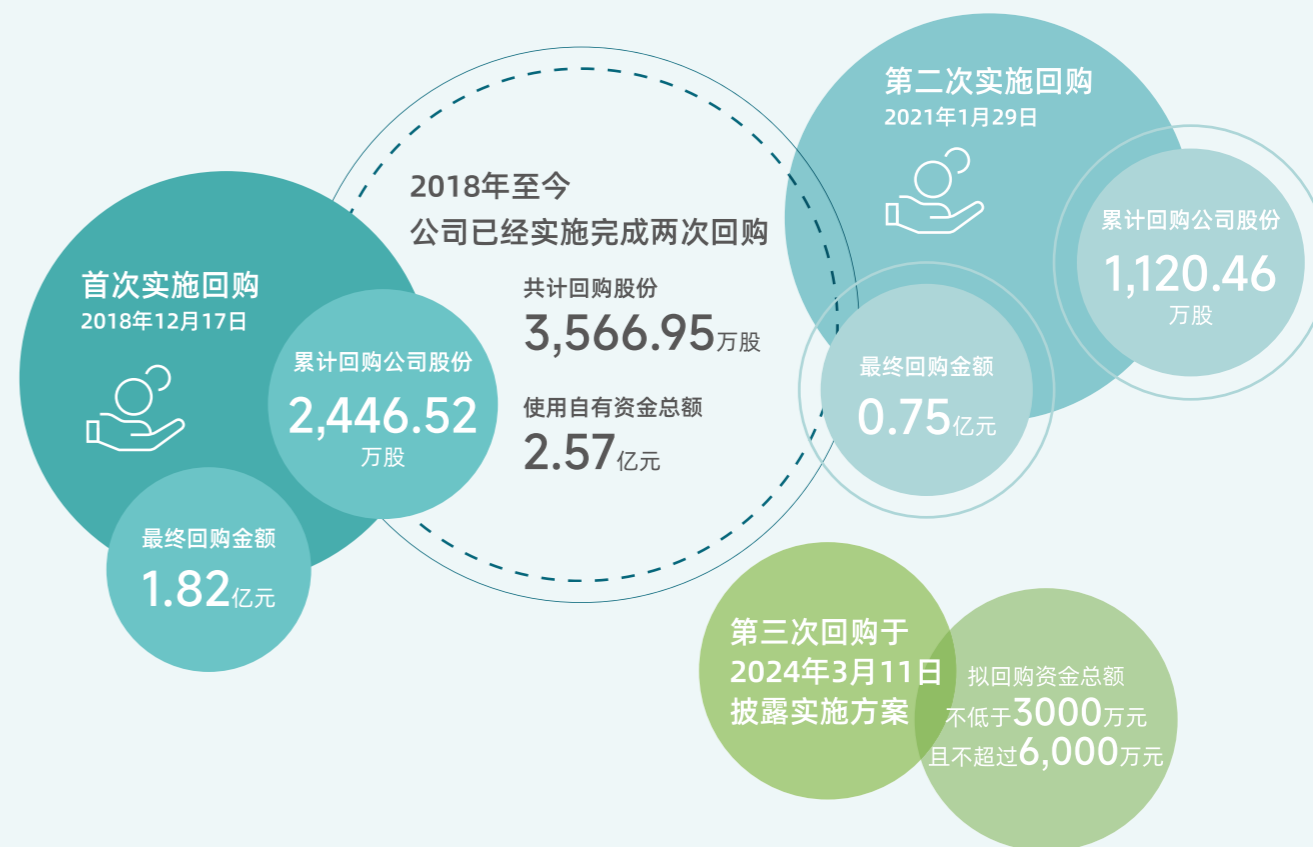 首次实施回购
2018年12月17日
累计回购公司股份
2,446.52
万股
最终回购金额
1.82亿元
2018年至今
公司已经实施完成两次回购
共计回购股份
3,566.95万股
使用自有资金总额
2.57亿元
第二次实施回购
2021年1月29日
累计回购公司股份
1,120.46
万股
最终回购金额
0.75亿元
第三次回购于
2024年3月11日
披露实施方案
拟回购资金总额
不低于3000万元
且不超过6,000万元